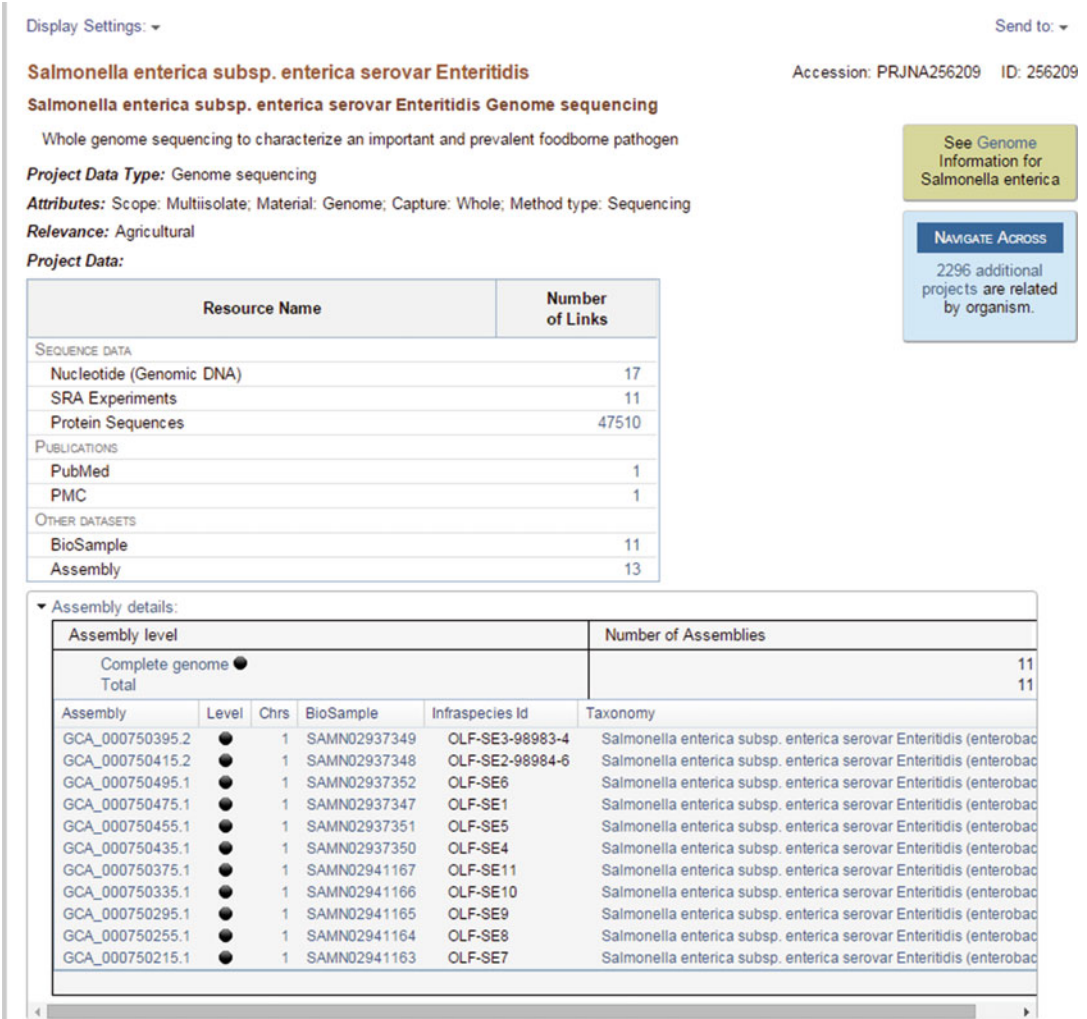 Display Settings:
Send to:
Salmonella enterica subsp. enterica serovar Enteritidis
Accession: PRJNA256209 ID: 256209
Salmonella enterica subsp. enterica serovar Enteritidis Genome sequencing
Whole genome sequencing to characterize an important and prevalent foodborne pathogen
See Genome
Information for
Salmonella enterica
Project Data Type: Genome sequencing
Attributes: Scope: Multiisolate; Material: Genome; Capture: Whole; Method type: Sequencing
Relevance: Agricultural
Project Data:
NAVIGATE ACROSS
2296 additional
projects are related
by organism.
Resource Name Number
of Links
SEQUENCE DATA
Nucleotide (Genomic DNA) 17
SRA Experiments 11
Protein Sequences 47510
PUBLICATIONS
PubMed 1
PMC 1
OTHER DATASETS
BioSample 11
Assembly 13
Assembly details:
Assembly level Number of Assemblies
Complete genome 11
Total 11
Assembly Level Chrs BioSample Infraspecies Id Taxonomy
GCA_000750395.2 1 SAMN02937349 OLF-SE3-98983-4 Salmonella enterica subsp. enterica serovar Enteritidis (enterobac
GCA_000750415.2 1 SAMN02937348 OLF-SE2-98984-6 Salmonella enterica subsp. enterica serovar Enteritidis (enterobac
GCA_000750495.1 1 SAMN02937352 OLF-SE6 Salmonella enterica subsp. enterica serovar Enteritidis (enterobac
GCA_000750475.1 1 SAMN02937347 OLF-SE1 Salmonella enterica subsp. enterica serovar Enteritidis (enterobac
GCA_000750455.1 1 SAMN02937351 OLF-SE5 Salmonella enterica subsp. enterica serovar Enteritidis (enterobac
GCA_000750435.1 1 SAMN02937350 OLF-SE4 Salmonella enterica subsp. enterica serovar Enteritidis (enterobac
GCA_000750375.1 1 SAMN02941167 OLF-SE11 Salmonella enterica subsp. enterica serovar Enteritidis (enterobac
GCA_000750335.1 1 SAMN02941166 OLF-SE10 Salmonella enterica subsp. enterica serovar Enteritidis (enterobac
GCA_000750295.1 1 SAMN02941165 OLF-SE9 Salmonella enterica subsp. enterica serovar Enteritidis (enterobac
GCA_000750255.1 1 SAMN02941164 OLF-SE8 Salmonella enterica subsp. enterica serovar Enteritidis (enterobac
GCA_000750215.1 1 SAMN02941163 OLF-SE7 Salmonella enterica subsp. enterica serovar Enteritidis (enterobac